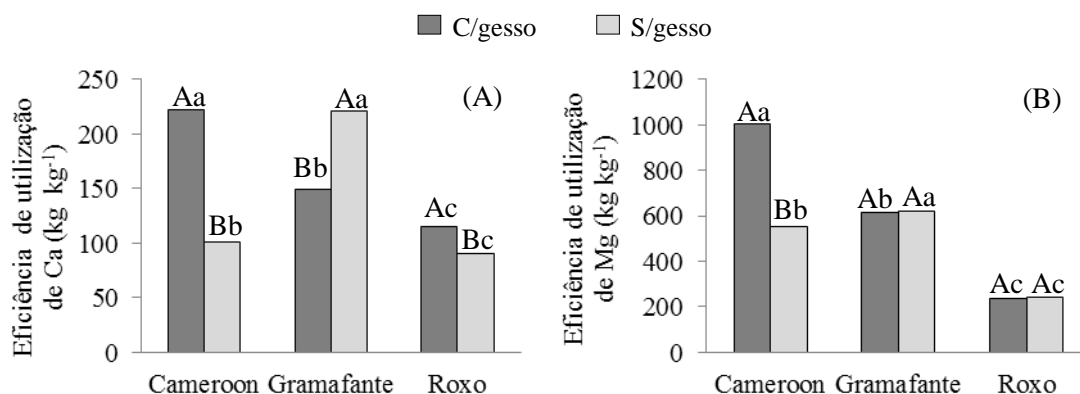 C/gesso S/gesso
(A)
Eficiência de utilização
de Ca (kg kg⁻¹)
250
200
150
100
50
0
Aa Bb
Bb Aa
Ac Bc
Cameroon Gramafante Roxo
(B)
Eficiência de utilização
de Mg (kg kg⁻¹)
1200
1000
800
600
400
200
0
Aa Bb
Ab Aa
Ac Ac
Cameroon Gramafante Roxo